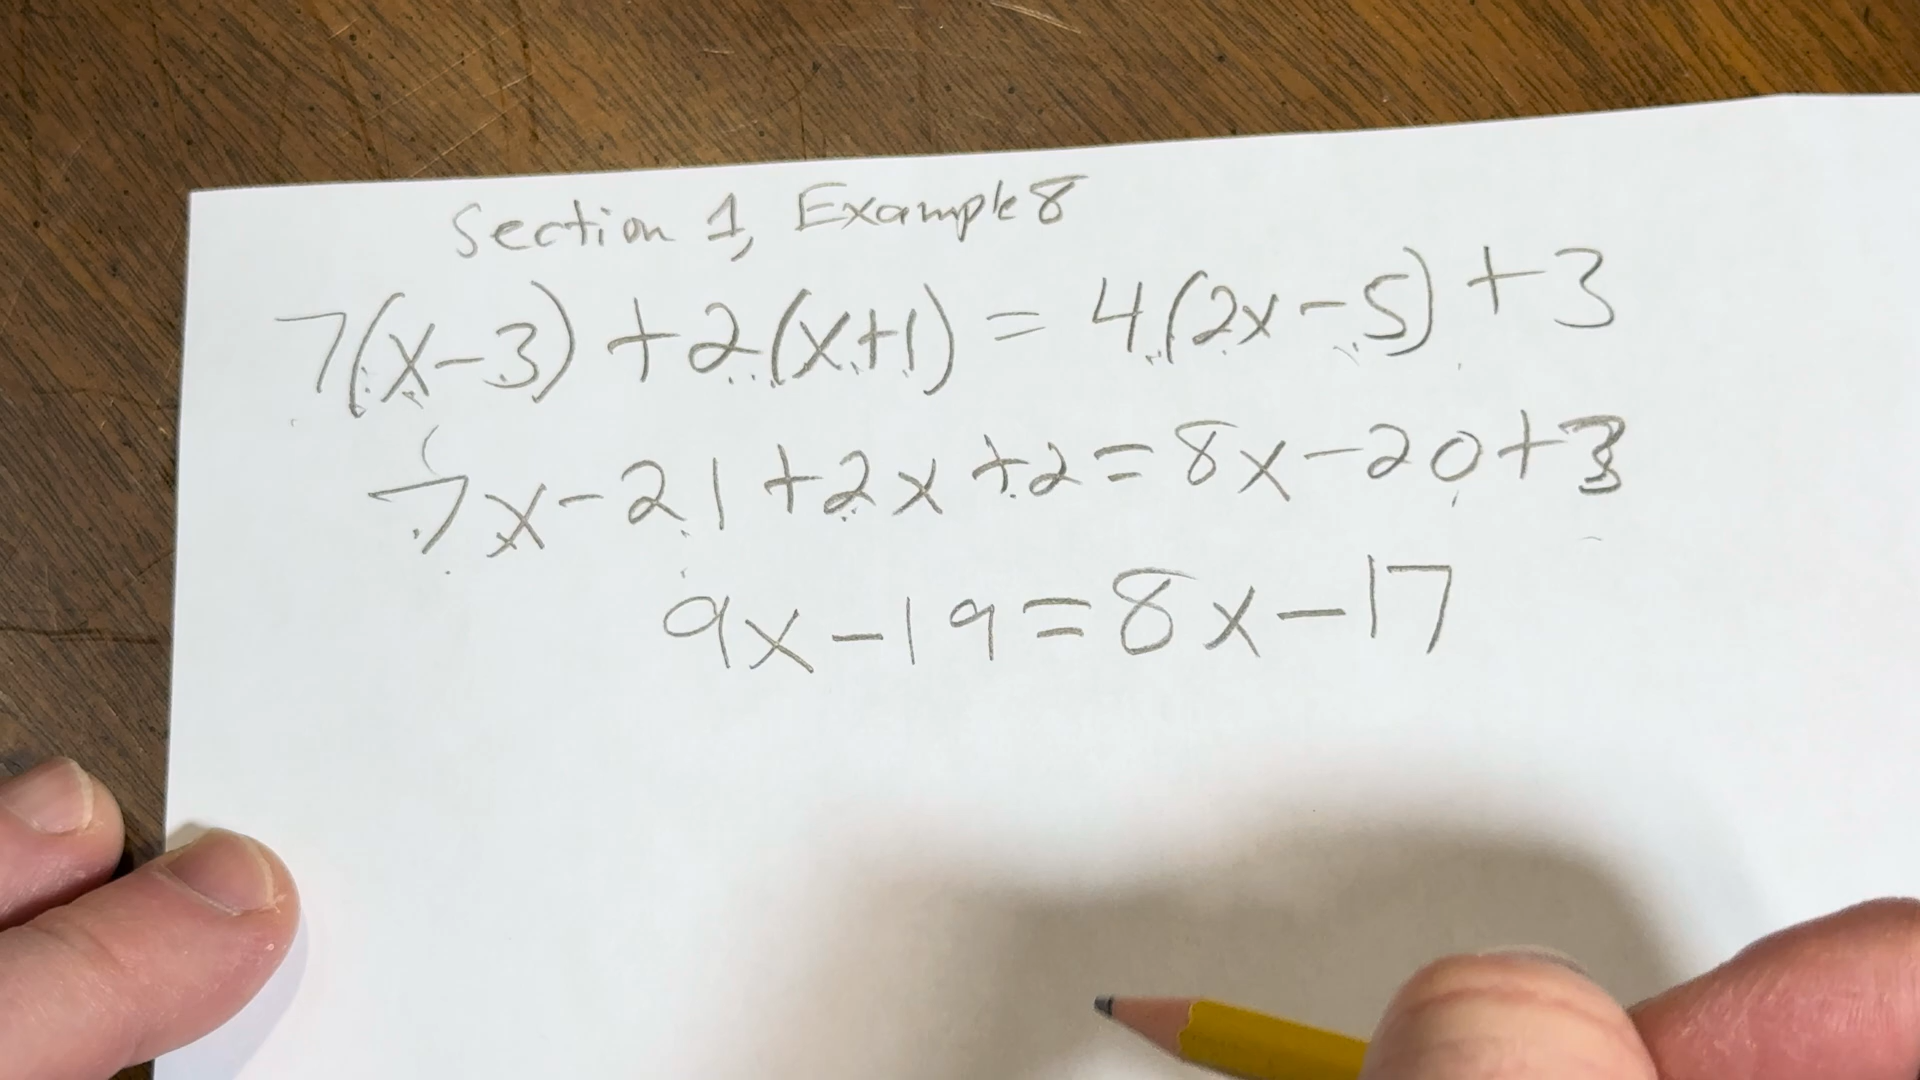 Section 1, Example 8
7(x-3)+2(x+1)=4(2x-5)+3
7x-21+2x+2=8x-20+3
9x-19=8x-17